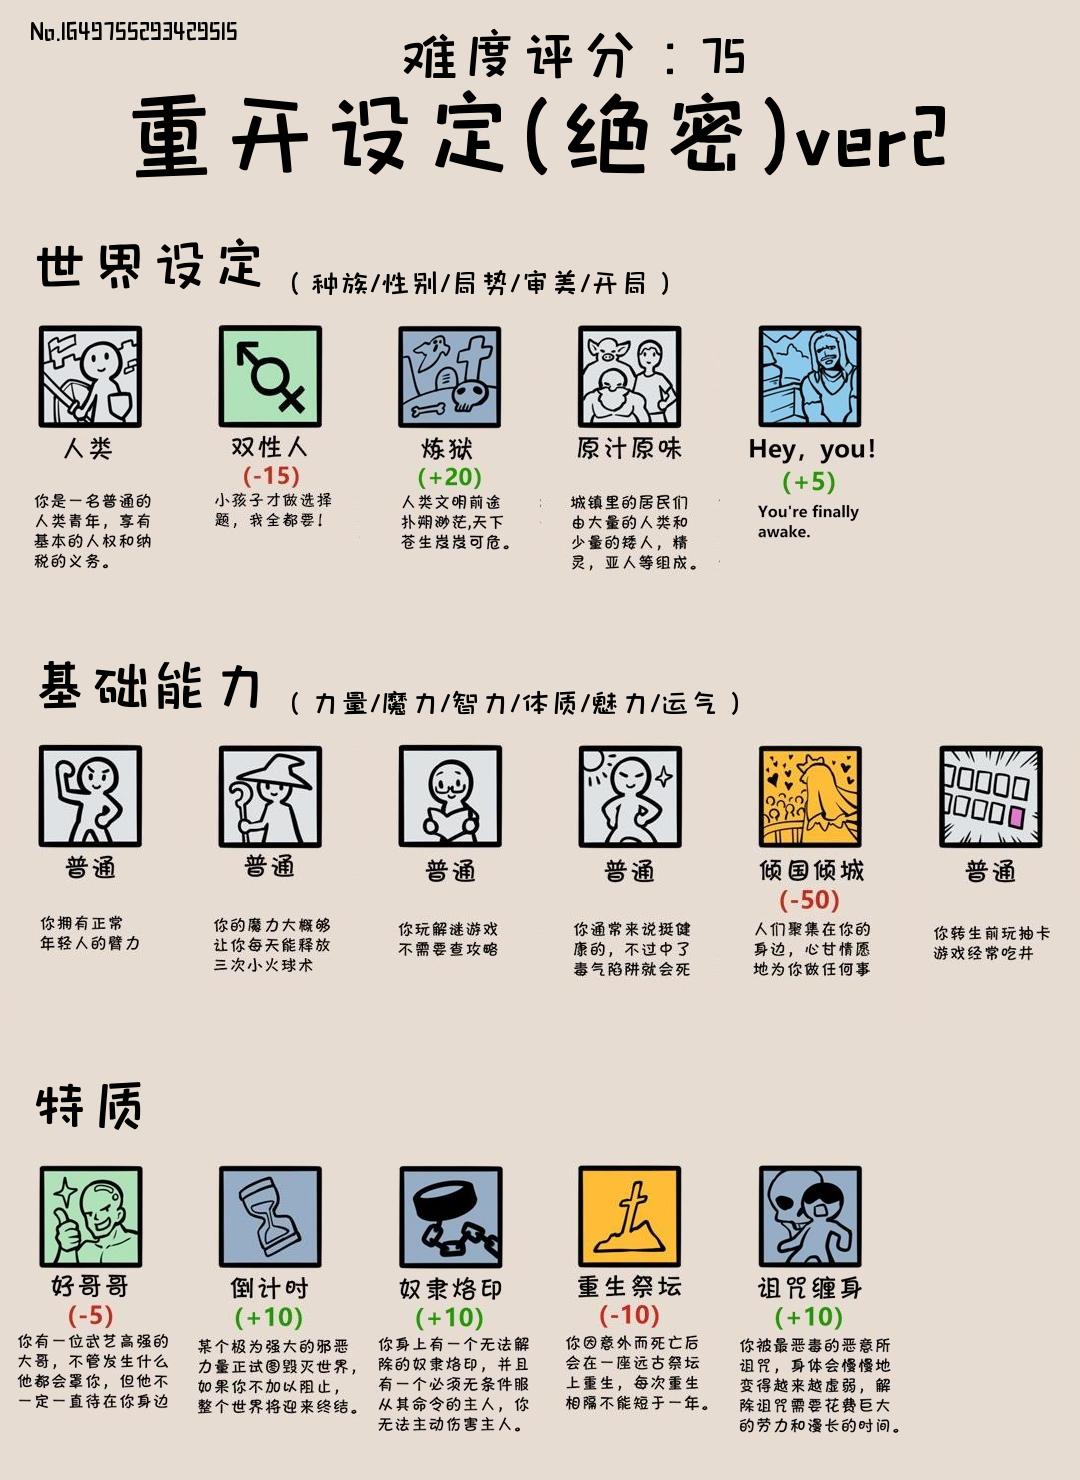 No.1649755293429515
难度评分：75
重开设定(绝密)ver2
世界设定 （种族/性别/局势/审美/开局）
人类
你是一名普通的
人类青年，享有
基本的人权和纳
税的义务。
双性人
(-15)
小孩子才做选择
题，我全都要！
炼狱
(+20)
人类文明前途
扑朔渺茫,天下
苍生岌岌可危。
原汁原味
城镇里的居民们
由大量的人类和
少量的矮人，精
灵，亚人等组成。
Hey, you!
(+5)
You're finally
awake.
基础能力 （力量/魔力/智力/体质/魅力/运气）
普通
你拥有正常
年轻人的臂力
普通
你的魔力大概够
让你每天能释放
三次小火球术
普通
你玩解谜游戏
不需要查攻略
普通
你通常来说挺健
康的，不过中了
毒气陷阱就会死
倾国倾城
(-50)
人们聚集在你的
身边，心甘情愿
地为你做任何事
普通
你转生前玩抽卡
游戏经常吃井
特质
好哥哥
(-5)
你有一位武艺高强的
大哥，不管发生什么
他都会罩你，但他不
一定一直待在你身边
倒计时
(+10)
某个极为强大的邪恶
力量正试图毁灭世界，
如果你不加以阻止，
整个世界将迎来终结。
奴隶烙印
(+10)
你身上有一个无法解
除的奴隶烙印，并且
有一个必须无条件服
从其命令的主人，你
无法主动伤害主人。
重生祭坛
(-10)
你因意外而死亡后
会在一座远古祭坛
上重生，每次重生
相隔不能短于一年。
诅咒缠身
(+10)
你被最恶毒的恶意所
诅咒，身体会慢慢地
变得越来越虚弱，解
除诅咒需要花费巨大
的劳力和漫长的时间。